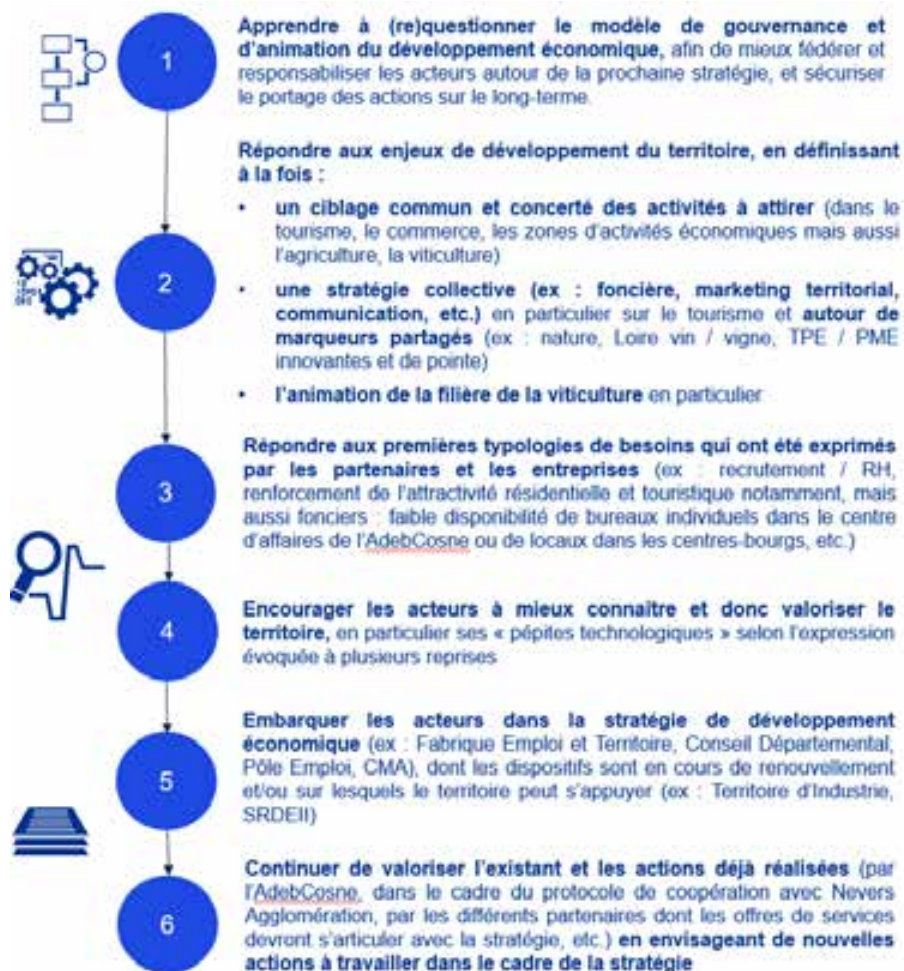 1
Apprendre à (re)questionner le modèle de gouvernance et
d'animation du développement économique, afin de mieux fédérer et
responsabiliser les acteurs autour de la prochaine stratégie, et sécuriser
le portage des actions sur le long-terme.
2
Répondre aux enjeux de développement du territoire, en définissant
à la fois :
• un ciblage commun et concerté des activités à attirer (dans le
tourisme, le commerce, les zones d'activités économiques mais aussi
l'agriculture, la viticulture)
• une stratégie collective (ex : foncière, marketing territorial,
communication, etc.) en particulier sur le tourisme et autour de
marqueurs partagés (ex : nature, Loire vin / vigne, TPE / PME
innovantes et de pointe)
• l'animation de la filière de la viticulture en particulier
3
Répondre aux premières typologies de besoins qui ont été exprimés
par les partenaires et les entreprises (ex : recrutement / RH,
renforcement de l'attractivité résidentielle et touristique notamment, mais
aussi fonciers : faible disponibilité de bureaux individuels dans le centre
d'affaires de l'AdebCosne ou de locaux dans les centres-bourgs, etc.)
4
Encourager les acteurs à mieux connaître et donc valoriser le
territoire, en particulier ses « pépites technologiques » selon l'expression
évoquée à plusieurs reprises
5
Embarquer les acteurs dans la stratégie de développement
économique (ex : Fabrique Emploi et Territoire, Conseil Départemental,
Pôle Emploi, CMA), dont les dispositifs sont en cours de renouvellement
et/ou sur lesquels le territoire peut s'appuyer (ex : Territoire d'Industrie,
SRDEII)
6
Continuer de valoriser l'existant et les actions déjà réalisées (par
l'AdebCosne, dans le cadre du protocole de coopération avec Nevers
Agglomération, par les différents partenaires dont les offres de services
devront s'articuler avec la stratégie, etc.) en envisageant de nouvelles
actions à travailler dans le cadre de la stratégie